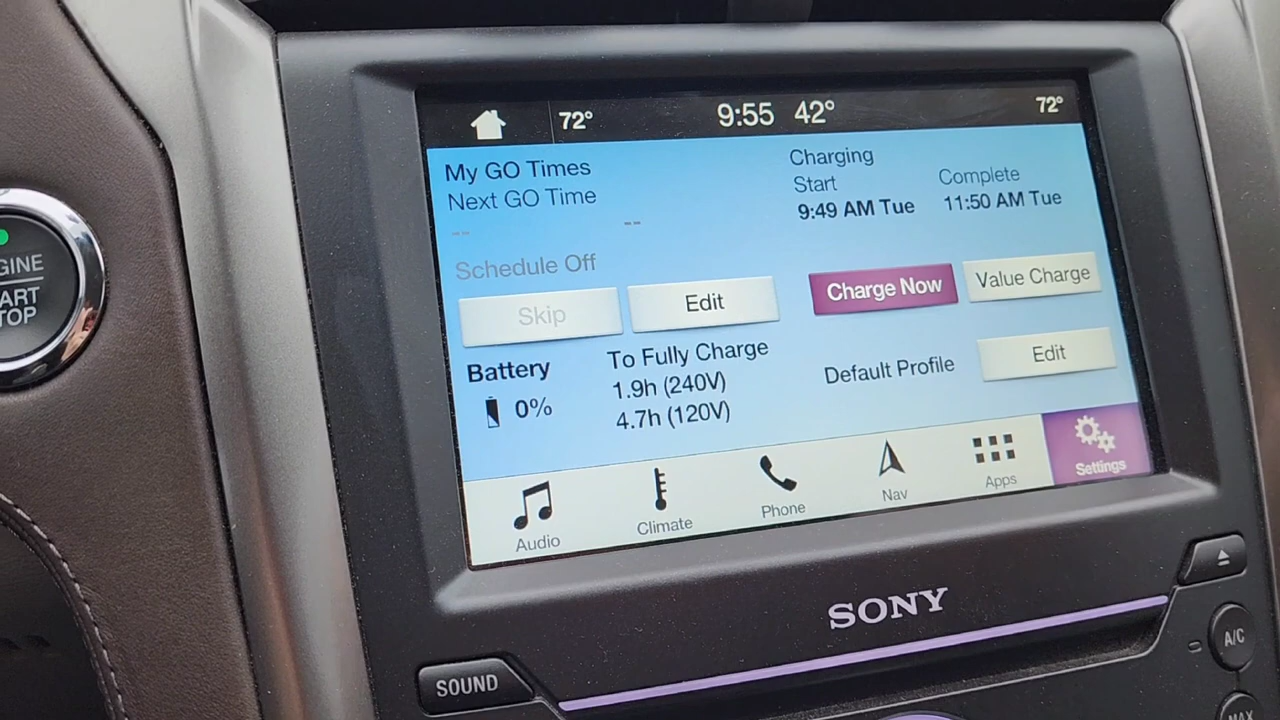 72° 9:55 42° 72°
My GO Times
Next GO Time
-- --
Charging
Start Complete
9:49 AM Tue 11:50 AM Tue
Schedule Off
Skip Edit Charge Now Value Charge
Battery To Fully Charge
0% 1.9h (240V)
4.7h (120V)
Default Profile Edit
Audio Climate Phone Nav Apps Settings
SONY
SOUND
A/C
MAX
GINE
ART
TOP